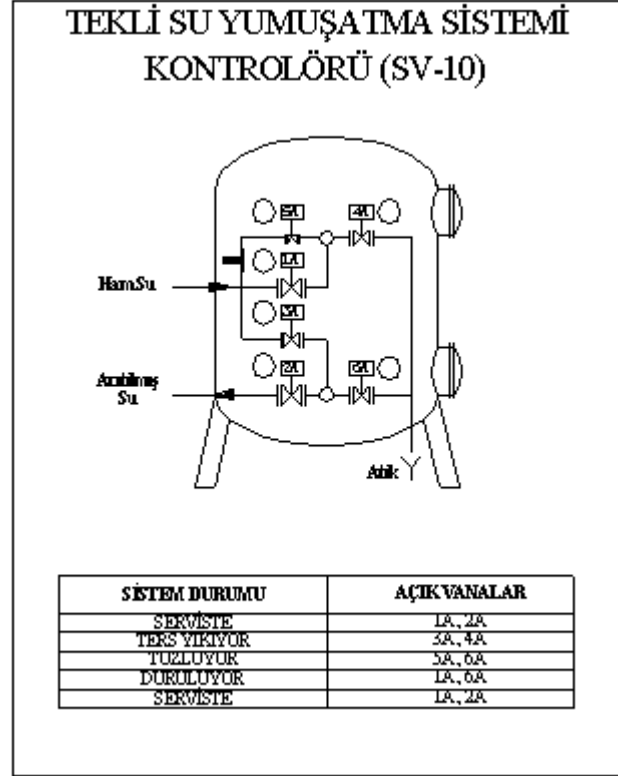 TEKLİ SU YUMUŞATMA SİSTEMİ
KONTROLÖRÜ (SV-10)
5A
4A
1A
Ham Su
3A
2A
6A
Arıtılmış
Su
Atık
SİSTEM DURUMU AÇIK VANALAR
SERVİSTE 1A, 2A
TERS YIKIYOR 3A, 4A
TUZLUYOR 5A, 6A
DURULUYOR 1A, 6A
SERVİSTE 1A, 2A